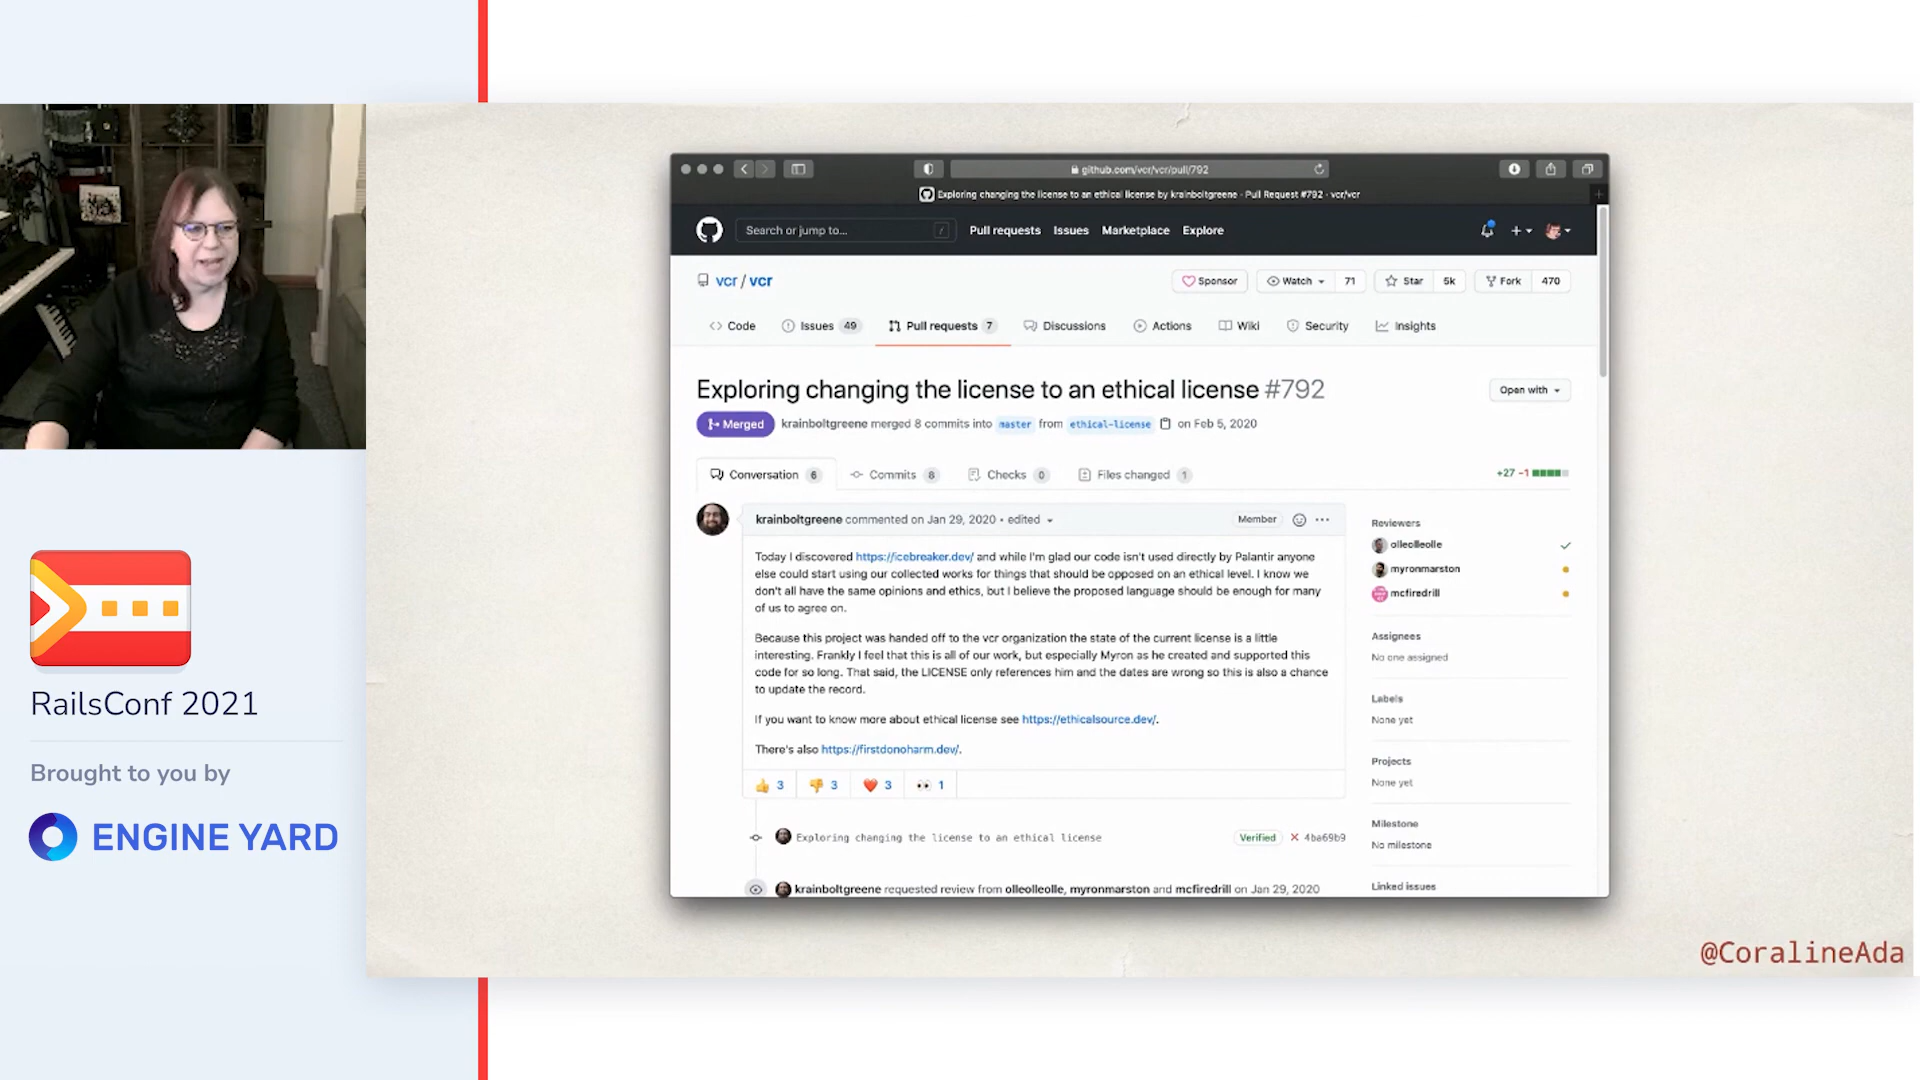 github.com/vcr/vcr/pull/792
Exploring changing the license to an ethical license by krainboltgreene · Pull Request #792 · vcr/vcr
Search or jump to... /
Pull requests Issues Marketplace Explore
vcr / vcr
Sponsor Watch 71 Star 5k Fork 470
Code Issues 49 Pull requests 7 Discussions Actions Wiki Security Insights
Exploring changing the license to an ethical license #792
Open with
Merged krainboltgreene merged 8 commits into master from ethical-license on Feb 5, 2020
Conversation 6 Commits 8 Checks 0 Files changed 1
+27 −1
krainboltgreene commented on Jan 29, 2020 • edited
Member
Today I discovered https://icebreaker.dev/ and while I'm glad our code isn't used directly by Palantir anyone
else could start using our collected works for things that should be opposed on an ethical level. I know we
don't all have the same opinions and ethics, but I believe the proposed language should be enough for many
of us to agree on.
Because this project was handed off to the vcr organization the state of the current license is a little
interesting. Frankly I feel that this is all of our work, but especially Myron as he created and supported this
code for so long. That said, the LICENSE only references him and the dates are wrong so this is also a chance
to update the record.
If you want to know more about ethical license see https://ethicalsource.dev/.
There's also https://firstdonoharm.dev/.
3 3 3 1
Exploring changing the license to an ethical license
Verified 4ba69b9
krainboltgreene requested review from olleolleolle, myronmarston and mcfiredrill on Jan 29, 2020
Reviewers
olleolleolle
myronmarston
mcfiredrill
Assignees
No one assigned
Labels
None yet
Projects
None yet
Milestone
No milestone
Linked issues
@CoralineAda
RailsConf 2021
Brought to you by
ENGINE YARD